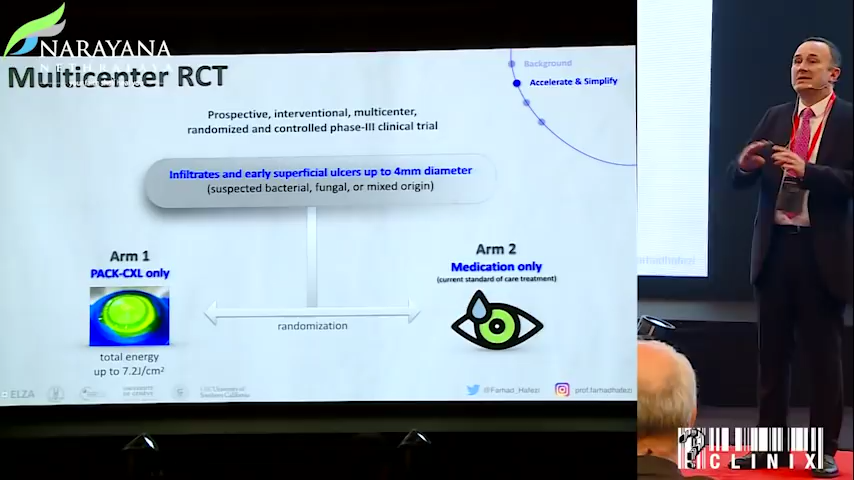 NARAYANA
NETHRALAYA
Multicenter RCT
Background
Accelerate & Simplify
Prospective, interventional, multicenter,
randomized and controlled phase-III clinical trial
Infiltrates and early superficial ulcers up to 4mm diameter
(suspected bacterial, fungal, or mixed origin)
Arm 1
PACK-CXL only
total energy
up to 7.2J/cm²
randomization
Arm 2
Medication only
(current standard of care treatment)
ELZA
@Farhad_Hafezi
prof.farhadhafezi
CLINIX